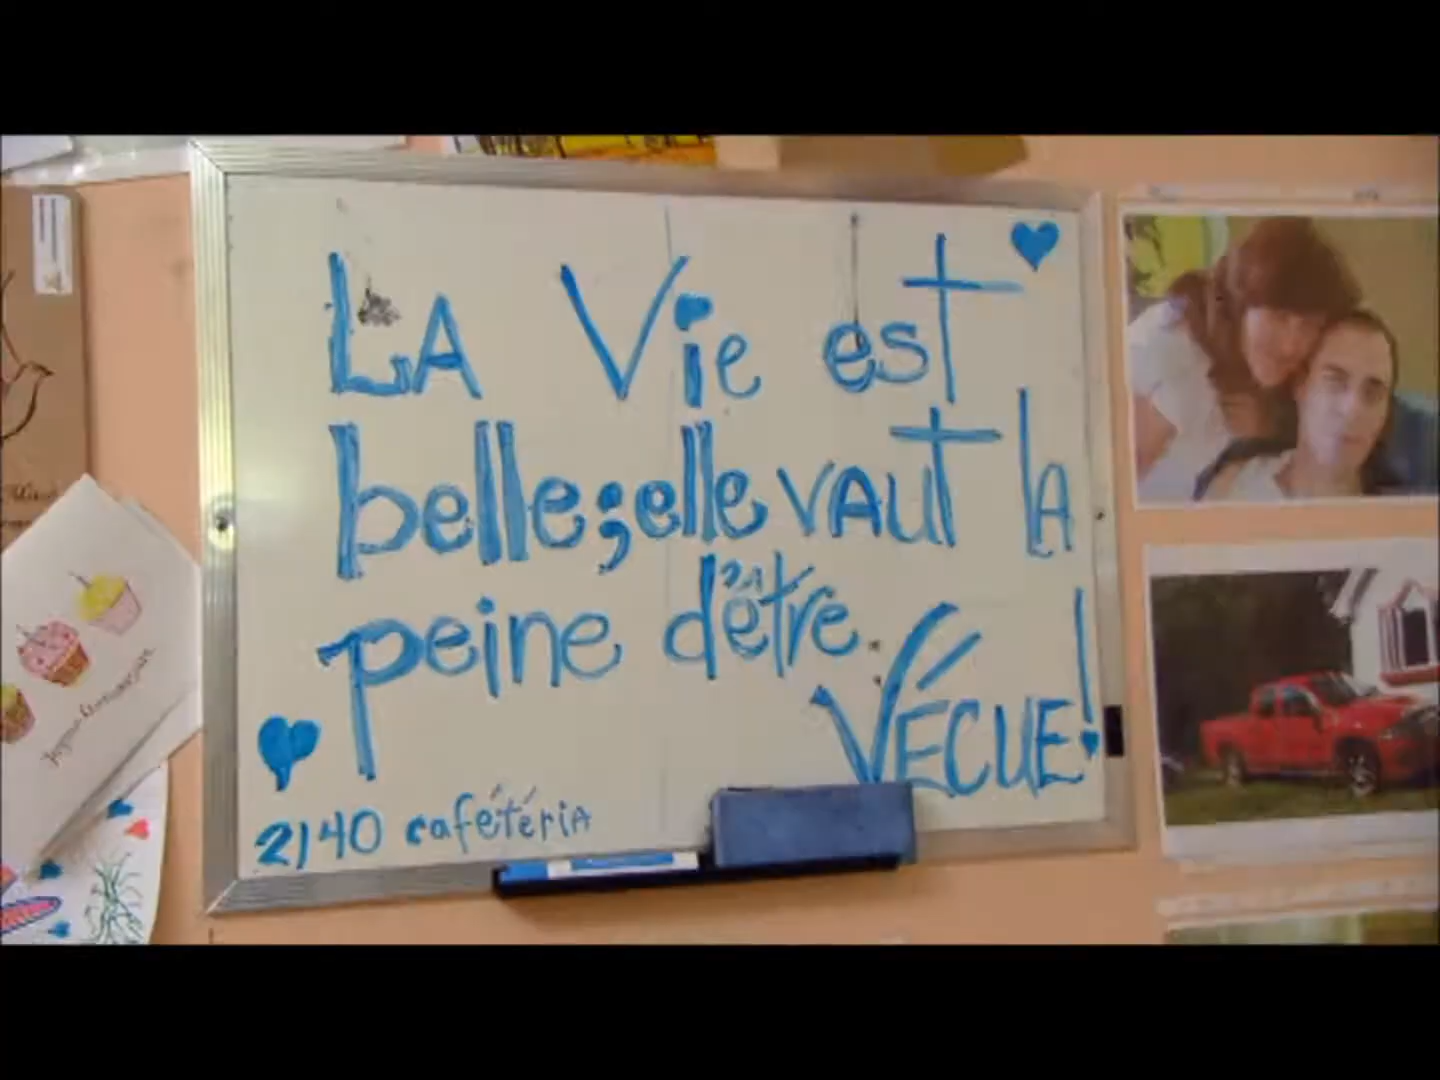 LA Vie est
belle; elle VAUT LA
peine d'être
VÉCUE!
2140 cafétériA